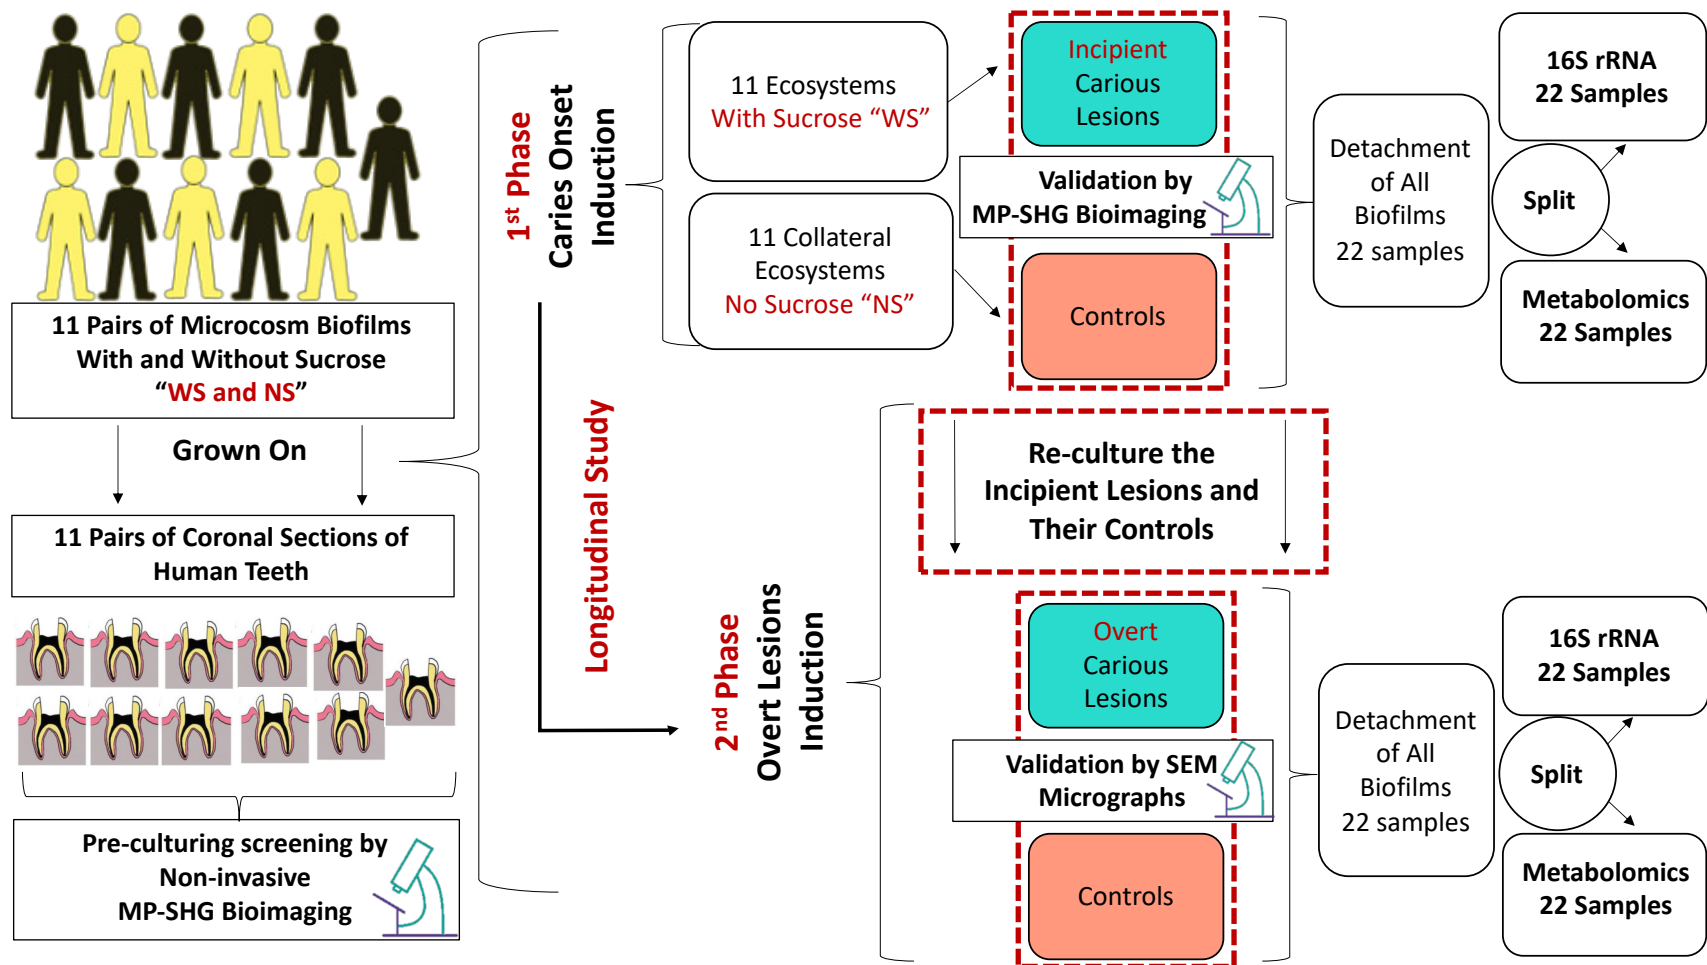 11 Pairs of Microcosm Biofilms
With and Without Sucrose
“WS and NS”
Grown On
11 Pairs of Coronal Sections of
Human Teeth
Pre-culturing screening by
Non-invasive
MP-SHG Bioimaging
1st Phase
Caries Onset
Induction
Longitudinal Study
11 Ecosystems
With Sucrose “WS”
11 Collateral
Ecosystems
No Sucrose “NS”
Incipient
Carious
Lesions
Validation by
MP-SHG Bioimaging
Controls
Detachment
of All
Biofilms
22 samples
Split
16S rRNA
22 Samples
Metabolomics
22 Samples
2nd Phase
Overt Lesions
Induction
Re-culture the
Incipient Lesions and
Their Controls
Overt
Carious
Lesions
Validation by SEM
Micrographs
Controls
Detachment
of All
Biofilms
22 samples
Split
16S rRNA
22 Samples
Metabolomics
22 Samples